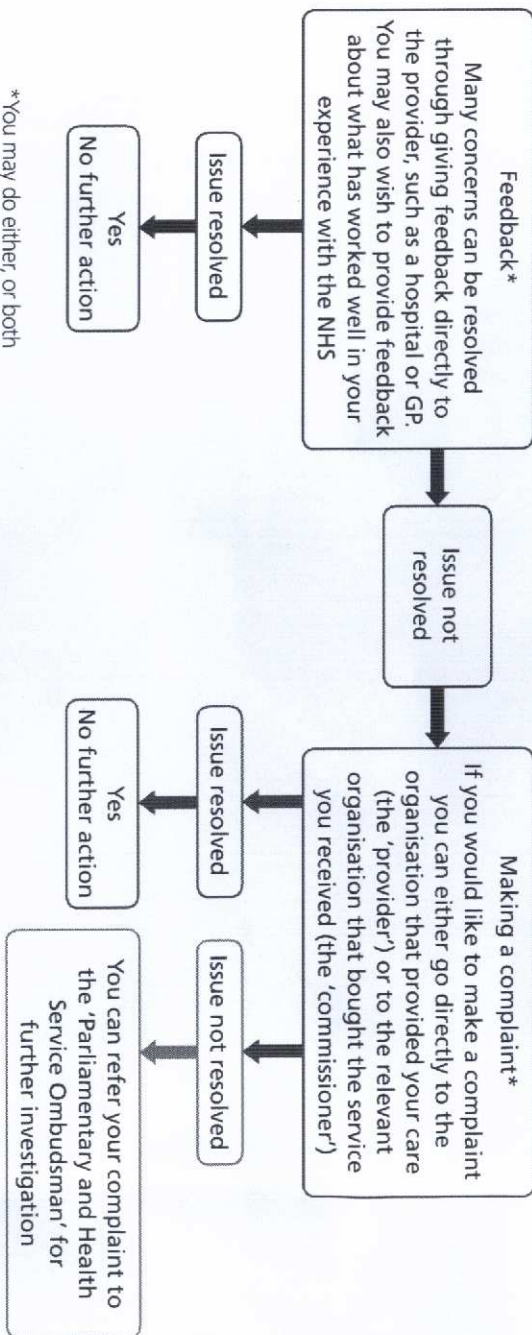 Feedback*
Many concerns can be resolved
through giving feedback directly to
the provider, such as a hospital or GP.
You may also wish to provide feedback
about what has worked well in your
experience with the NHS
Issue resolved
Yes
No further action
Issue not
resolved
Making a complaint*
If you would like to make a complaint
you can either go directly to the
organisation that provided your care
(the ‘provider’) or to the relevant
organisation that bought the service
you received (the ‘commissioner’)
Issue resolved
Yes
No further action
Issue not resolved
You can refer your complaint to
the ‘Parliamentary and Health
Service Ombudsman’ for
further investigation
*You may do either, or both